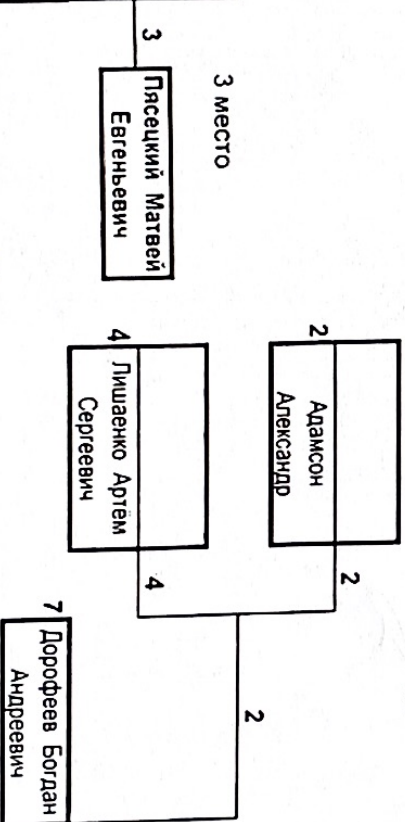 2
Адамсон
Александр
2
3 место
4 Лишаенко Артём
Сергеевич
4
2
3
Пясецкий Матвей
Евгеньевич
7 Дорофеев Богдан
Андреевич